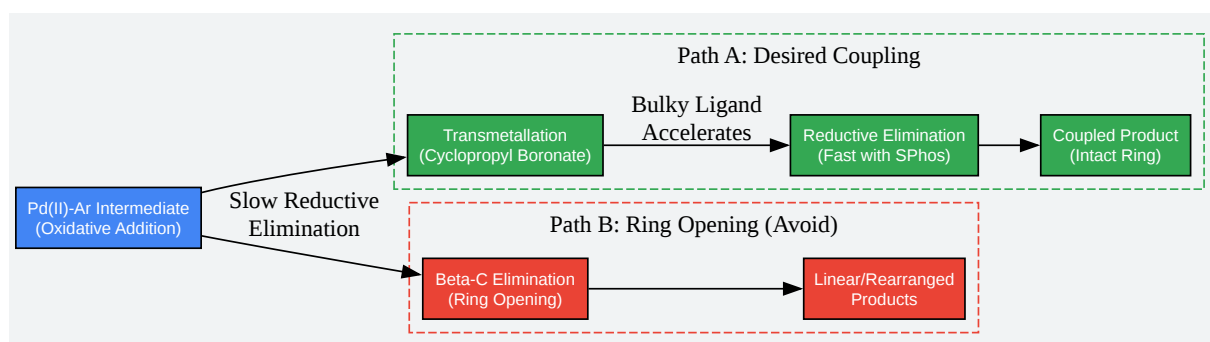 Path A: Desired Coupling
Bulky Ligand
Accelerates
Transmetallation
(Cyclopropyl Boronate)
Reductive Elimination
(Fast with SPhos)
Coupled Product
(Intact Ring)
Pd(II)-Ar Intermediate
(Oxidative Addition)
Slow Reductive
Elimination
Path B: Ring Opening (Avoid)
Beta-C Elimination
(Ring Opening)
Linear/Rearranged
Products